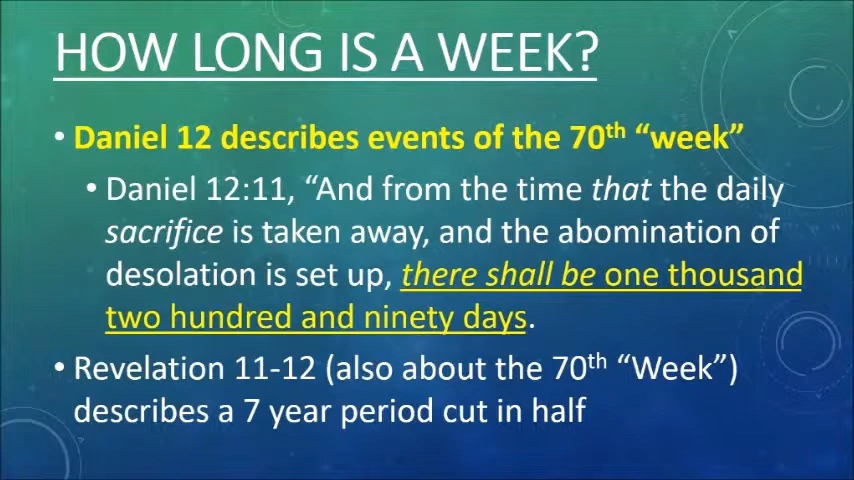 HOW LONG IS A WEEK?
• Daniel 12 describes events of the 70th “week”
• Daniel 12:11, “And from the time that the daily
sacrifice is taken away, and the abomination of
desolation is set up, there shall be one thousand
two hundred and ninety days.
• Revelation 11-12 (also about the 70th “Week”)
describes a 7 year period cut in half